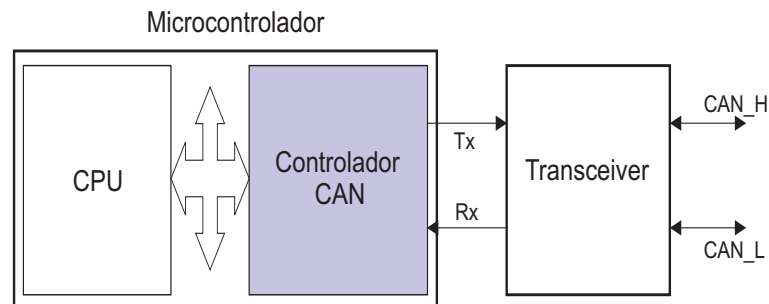 Microcontrolador
CPU
Controlador
CAN
Tx
Rx
Transceiver
CAN_H
CAN_L